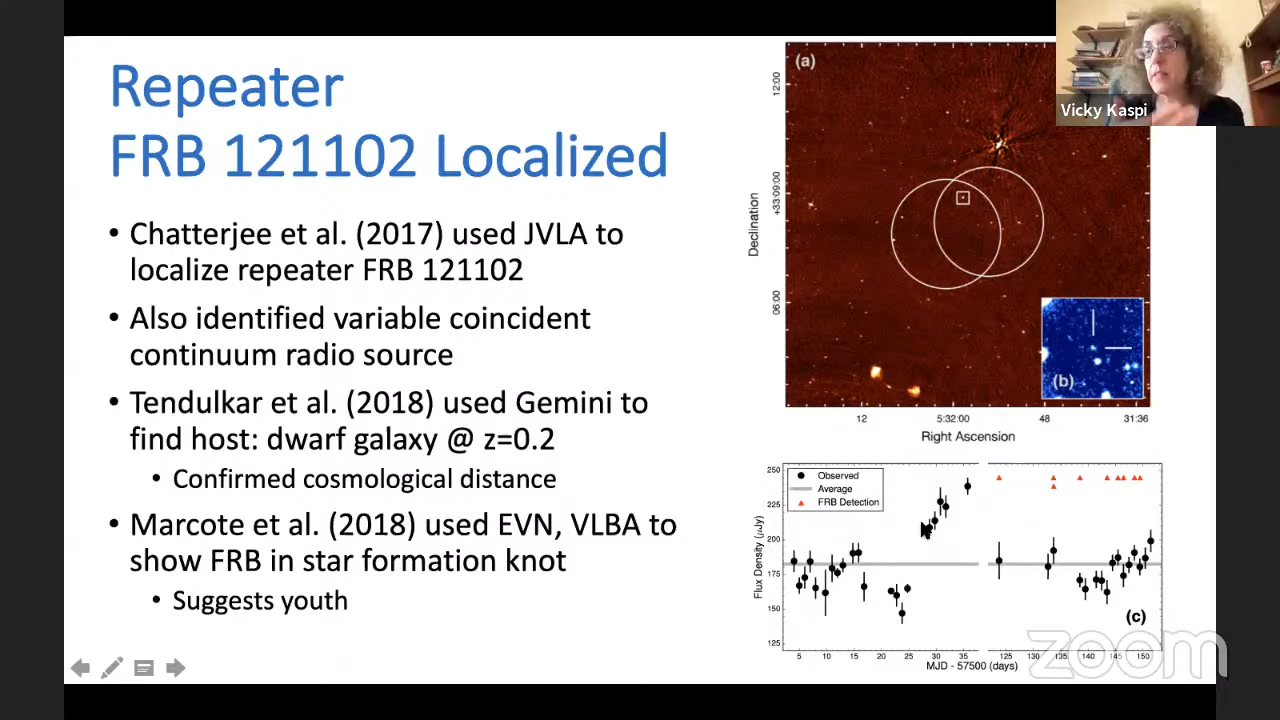 Repeater
FRB 121102 Localized
• Chatterjee et al. (2017) used JVLA to
localize repeater FRB 121102
• Also identified variable coincident
continuum radio source
• Tendulkar et al. (2018) used Gemini to
find host: dwarf galaxy @ z=0.2
• Confirmed cosmological distance
• Marcote et al. (2018) used EVN, VLBA to
show FRB in star formation knot
• Suggests youth
(a)
Declination
12:00
+33:09:00
06:00
(b)
12 5:32:00 48 31:36
Right Ascension
Vicky Kaspi
Flux Density (μJy)
250
225
200
175
150
125
Observed
Average
FRB Detection
(c)
5 10 15 20 25 30 35 125 130 135 140 145 150
MJD - 57500 (days)
zoom